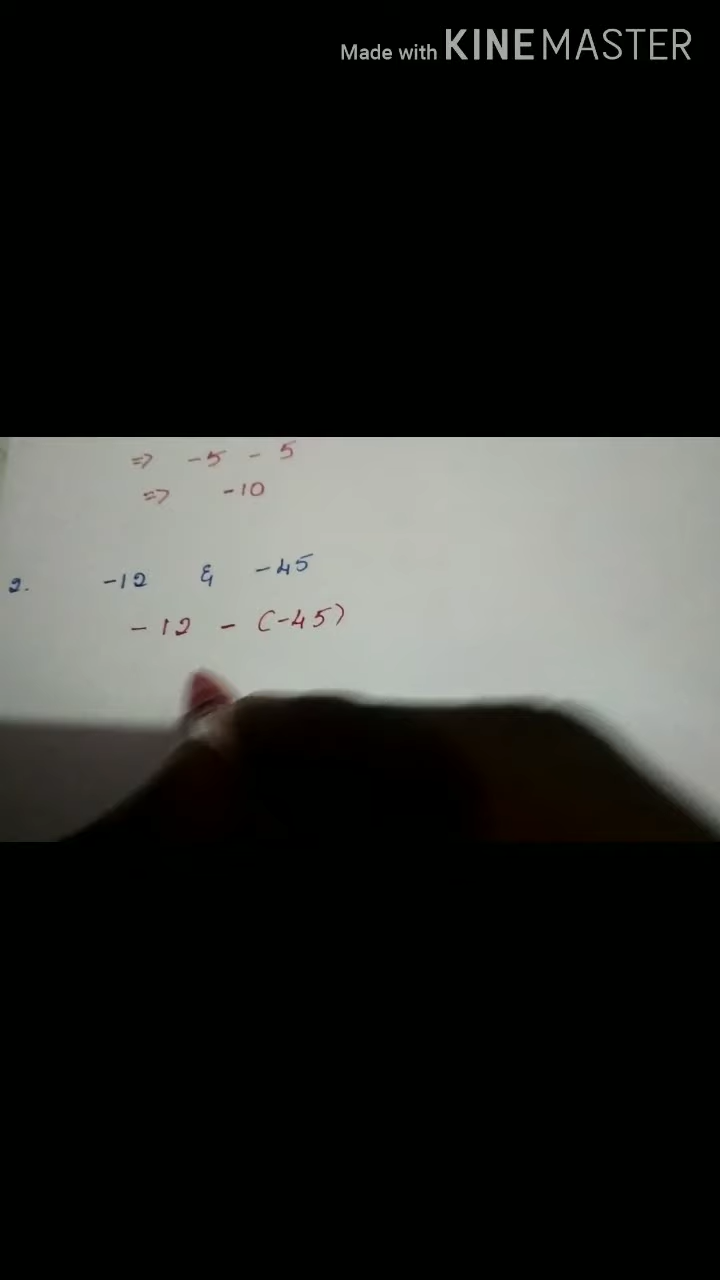 Made with KINEMASTER
=> -5 - 5
=> -10
2. -12 & -45
-12 - (-45)